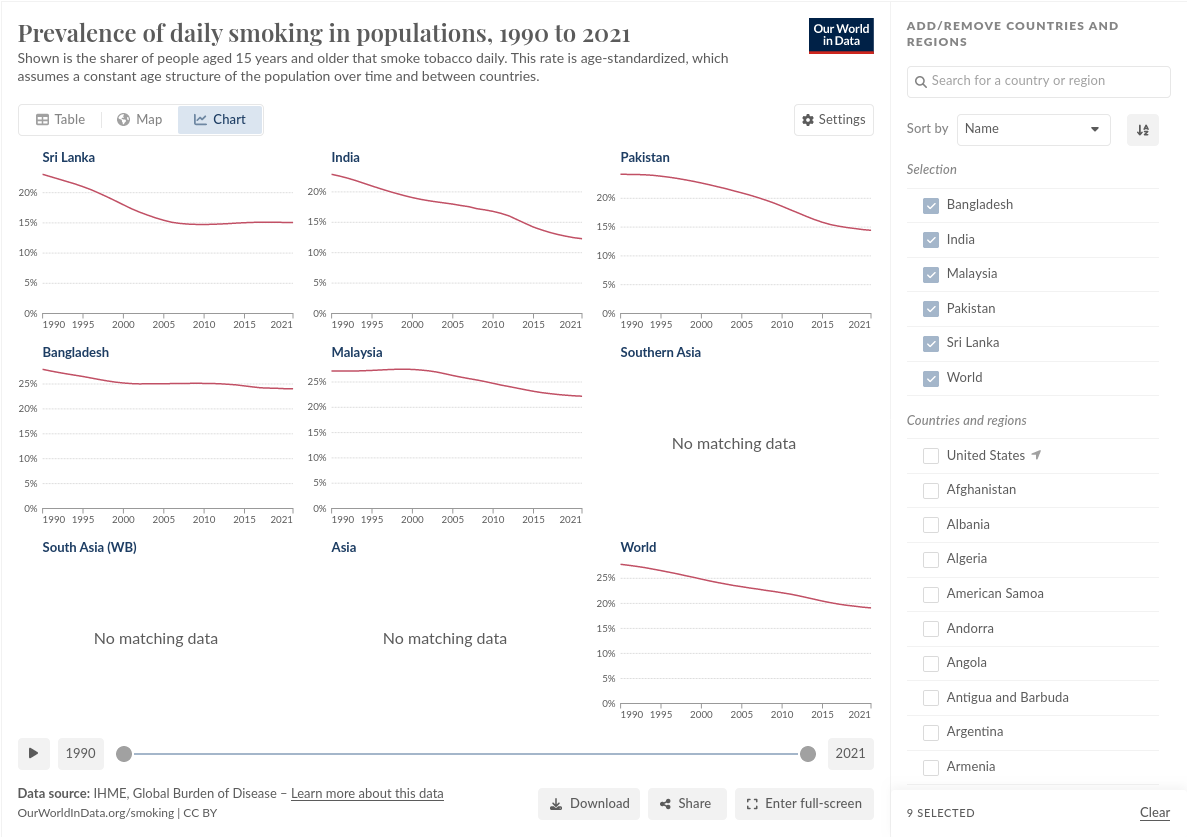 Prevalence of daily smoking in populations, 1990 to 2021
Shown is the sharer of people aged 15 years and older that smoke tobacco daily. This rate is age-standardized, which
assumes a constant age structure of the population over time and between countries.
Our World
in Data
Table
Map
Chart
Settings
Sri Lanka
20%
15%
10%
5%
0%
1990 1995 2000 2005 2010 2015 2021
India
20%
15%
10%
5%
0%
1990 1995 2000 2005 2010 2015 2021
Pakistan
20%
15%
10%
5%
0%
1990 1995 2000 2005 2010 2015 2021
Bangladesh
25%
20%
15%
10%
5%
0%
1990 1995 2000 2005 2010 2015 2021
Malaysia
25%
20%
15%
10%
5%
0%
1990 1995 2000 2005 2010 2015 2021
Southern Asia
No matching data
South Asia (WB)
No matching data
Asia
No matching data
World
25%
20%
15%
10%
5%
0%
1990 1995 2000 2005 2010 2015 2021
1990
2021
Data source: IHME, Global Burden of Disease – Learn more about this data
OurWorldInData.org/smoking | CC BY
Download
Share
Enter full-screen
ADD/REMOVE COUNTRIES AND
REGIONS
Search for a country or region
Sort by
Name
Selection
Bangladesh
India
Malaysia
Pakistan
Sri Lanka
World
Countries and regions
United States
Afghanistan
Albania
Algeria
American Samoa
Andorra
Angola
Antigua and Barbuda
Argentina
Armenia
9 SELECTED
Clear